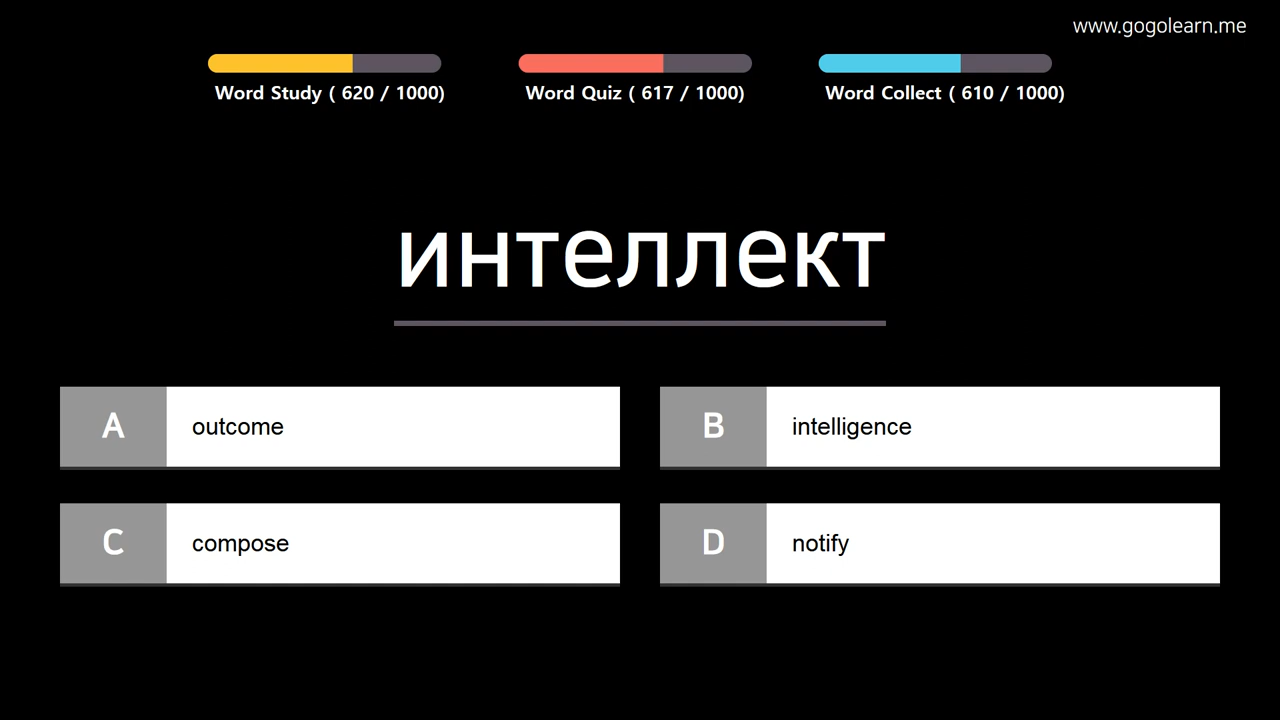 www.gogolearn.me
Word Study ( 620 / 1000)
Word Quiz ( 617 / 1000)
Word Collect ( 610 / 1000)
интеллект
A outcome
B intelligence
C compose
D notify